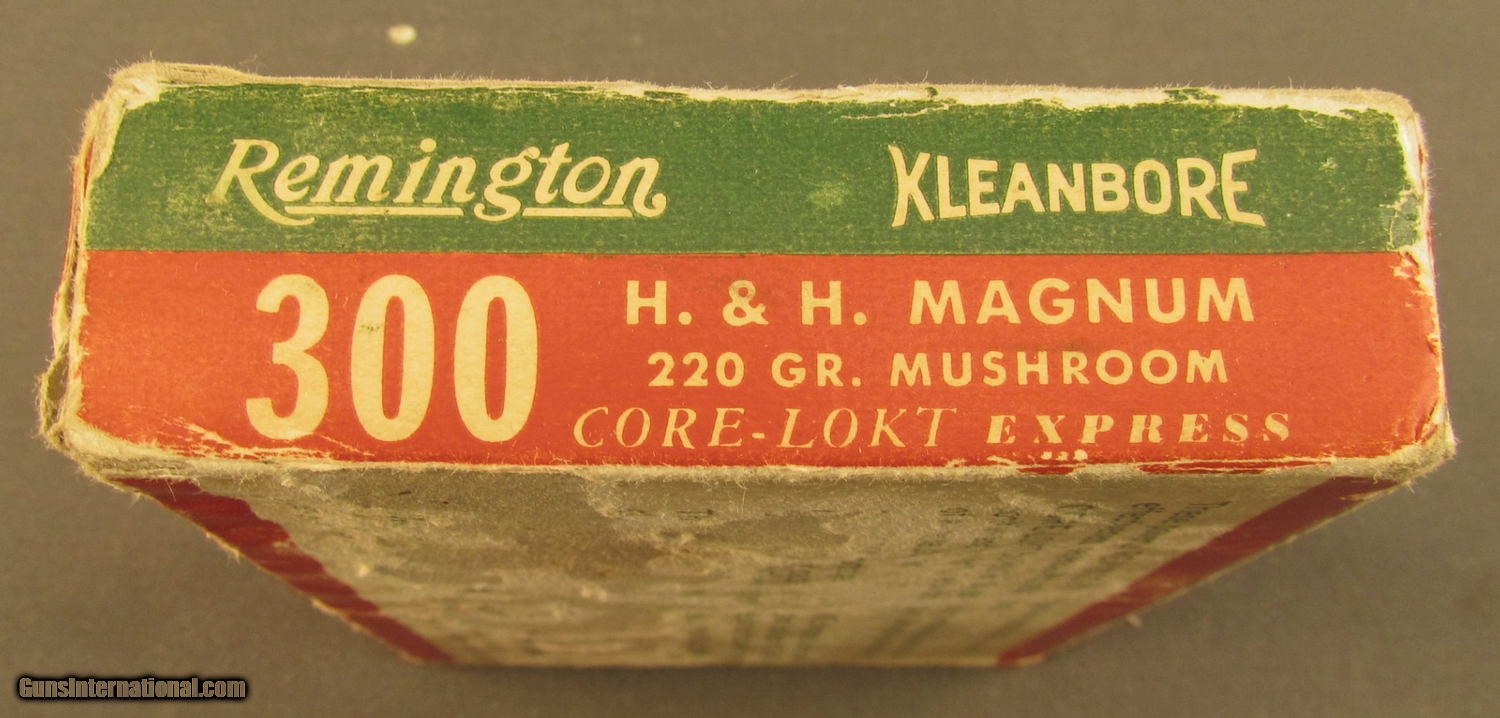 Remington KLEANBORE
300 H. & H. MAGNUM
220 GR. MUSHROOM
CORE-LOKT EXPRESS
GunsInternational.com